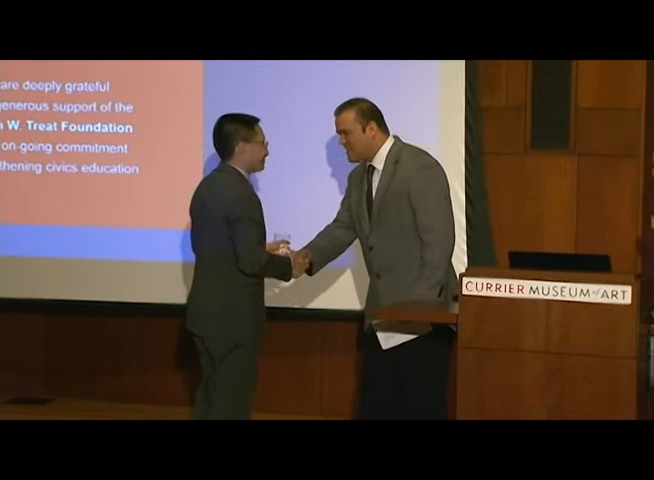 are deeply grateful
generous support of the
W. Treat Foundation
on-going commitment
thening civics education
CURRIER MUSEUM of ART